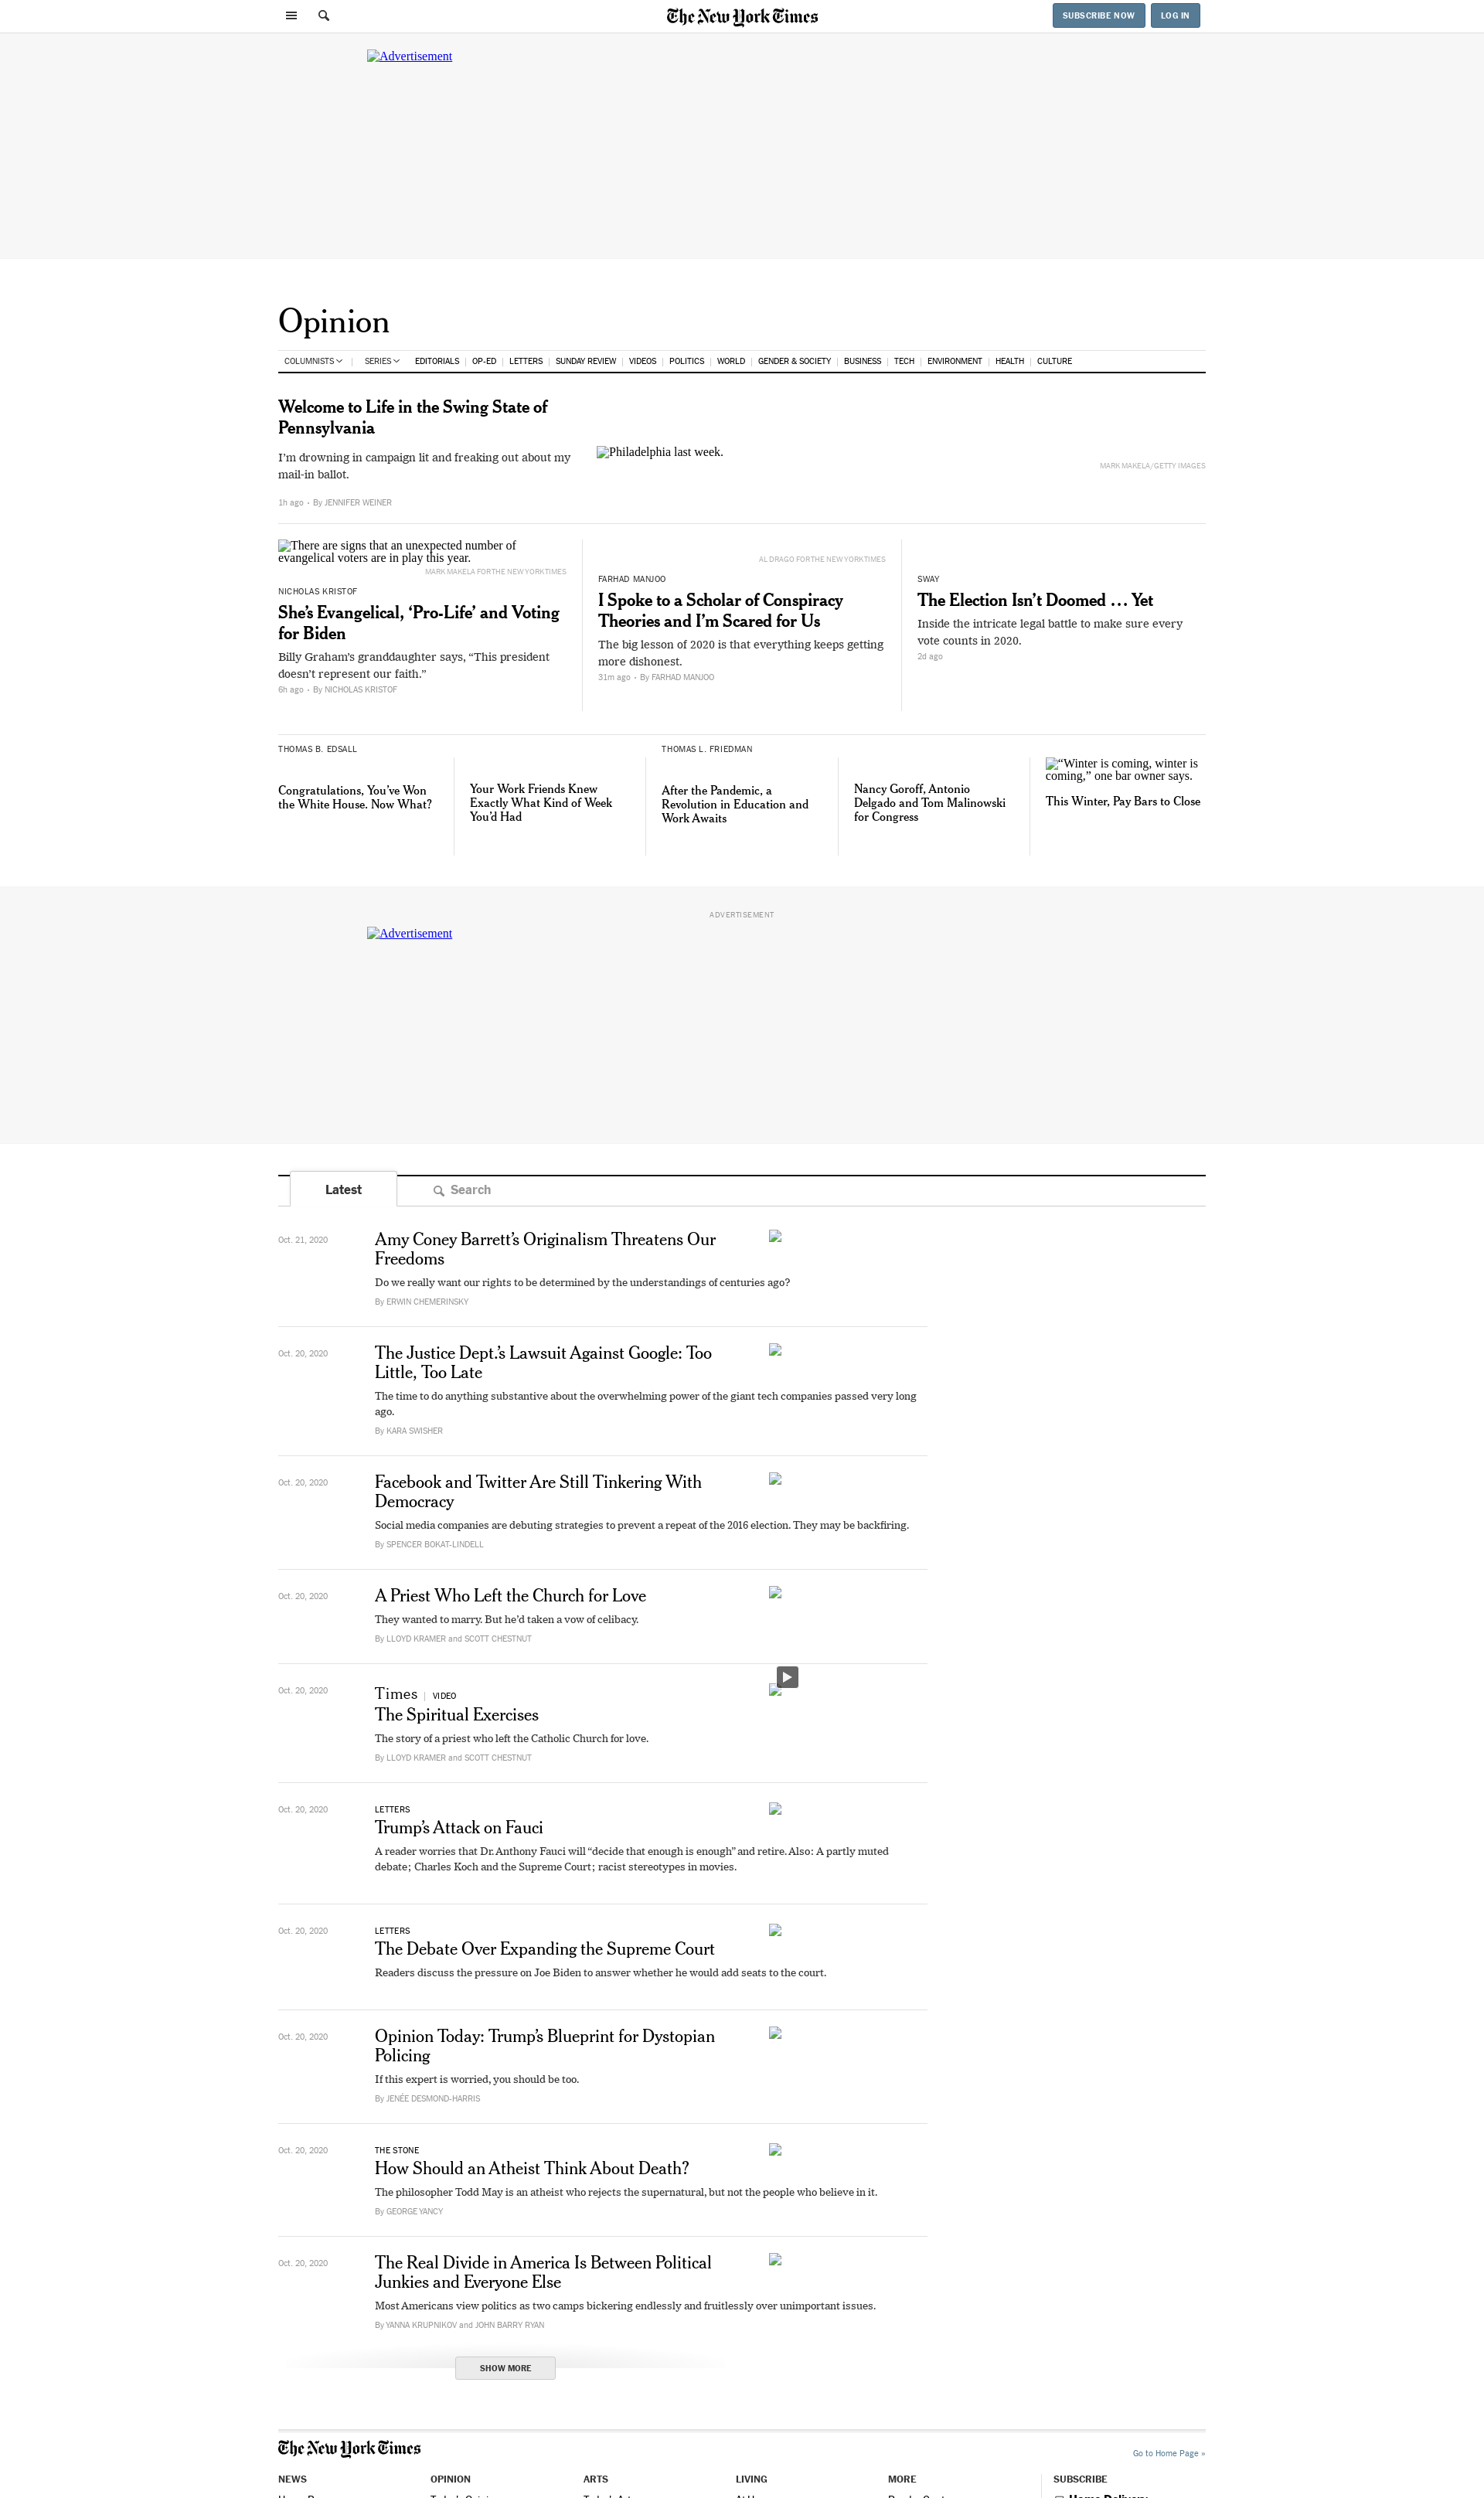 The New York Times
SUBSCRIBE NOW
LOG IN
Advertisement
Opinion
COLUMNISTS
SERIES
EDITORIALS
OP-ED
LETTERS
SUNDAY REVIEW
VIDEOS
POLITICS
WORLD
GENDER & SOCIETY
BUSINESS
TECH
ENVIRONMENT
HEALTH
CULTURE
Welcome to Life in the Swing State of
Pennsylvania
I’m drowning in campaign lit and freaking out about my
mail-in ballot.
1h ago • By JENNIFER WEINER
Philadelphia last week.
MARK MAKELA/GETTY IMAGES
There are signs that an unexpected number of
evangelical voters are in play this year.
MARK MAKELA FOR THE NEW YORK TIMES
NICHOLAS KRISTOF
She’s Evangelical, ‘Pro-Life’ and Voting
for Biden
Billy Graham’s granddaughter says, “This president
doesn’t represent our faith.”
6h ago • By NICHOLAS KRISTOF
AL DRAGO FOR THE NEW YORK TIMES
FARHAD MANJOO
I Spoke to a Scholar of Conspiracy
Theories and I’m Scared for Us
The big lesson of 2020 is that everything keeps getting
more dishonest.
31m ago • By FARHAD MANJOO
SWAY
The Election Isn’t Doomed … Yet
Inside the intricate legal battle to make sure every
vote counts in 2020.
2d ago
THOMAS B. EDSALL
Congratulations, You’ve Won
the White House. Now What?
Your Work Friends Knew
Exactly What Kind of Week
You’d Had
THOMAS L. FRIEDMAN
After the Pandemic, a
Revolution in Education and
Work Awaits
Nancy Goroff, Antonio
Delgado and Tom Malinowski
for Congress
“Winter is coming, winter is
coming,” one bar owner says.
This Winter, Pay Bars to Close
ADVERTISEMENT
Advertisement
Latest
Search
Oct. 21, 2020
Amy Coney Barrett’s Originalism Threatens Our
Freedoms
Do we really want our rights to be determined by the understandings of centuries ago?
By ERWIN CHEMERINSKY
Oct. 20, 2020
The Justice Dept.’s Lawsuit Against Google: Too
Little, Too Late
The time to do anything substantive about the overwhelming power of the giant tech companies passed very long
ago.
By KARA SWISHER
Oct. 20, 2020
Facebook and Twitter Are Still Tinkering With
Democracy
Social media companies are debuting strategies to prevent a repeat of the 2016 election. They may be backfiring.
By SPENCER BOKAT-LINDELL
Oct. 20, 2020
A Priest Who Left the Church for Love
They wanted to marry. But he’d taken a vow of celibacy.
By LLOYD KRAMER and SCOTT CHESTNUT
Oct. 20, 2020
Times | VIDEO
The Spiritual Exercises
The story of a priest who left the Catholic Church for love.
By LLOYD KRAMER and SCOTT CHESTNUT
Oct. 20, 2020
LETTERS
Trump’s Attack on Fauci
A reader worries that Dr. Anthony Fauci will “decide that enough is enough” and retire. Also: A partly muted
debate; Charles Koch and the Supreme Court; racist stereotypes in movies.
Oct. 20, 2020
LETTERS
The Debate Over Expanding the Supreme Court
Readers discuss the pressure on Joe Biden to answer whether he would add seats to the court.
Oct. 20, 2020
Opinion Today: Trump’s Blueprint for Dystopian
Policing
If this expert is worried, you should be too.
By JENÉE DESMOND-HARRIS
Oct. 20, 2020
THE STONE
How Should an Atheist Think About Death?
The philosopher Todd May is an atheist who rejects the supernatural, but not the people who believe in it.
By GEORGE YANCY
Oct. 20, 2020
The Real Divide in America Is Between Political
Junkies and Everyone Else
Most Americans view politics as two camps bickering endlessly and fruitlessly over unimportant issues.
By YANNA KRUPNIKOV and JOHN BARRY RYAN
SHOW MORE
The New York Times
Go to Home Page »
NEWS
OPINION
ARTS
LIVING
MORE
SUBSCRIBE